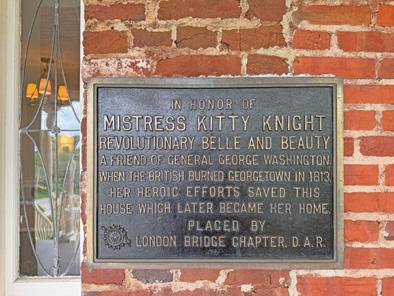 IN HONOR OF
MISTRESS KITTY KNIGHT
REVOLUTIONARY BELLE AND BEAUTY
A FRIEND OF GENERAL GEORGE WASHINGTON
WHEN THE BRITISH BURNED GEORGETOWN IN 1813,
HER HEROIC EFFORTS SAVED THIS
HOUSE WHICH LATER BECAME HER HOME.
PLACED BY
LONDON BRIDGE CHAPTER, D.A.R.